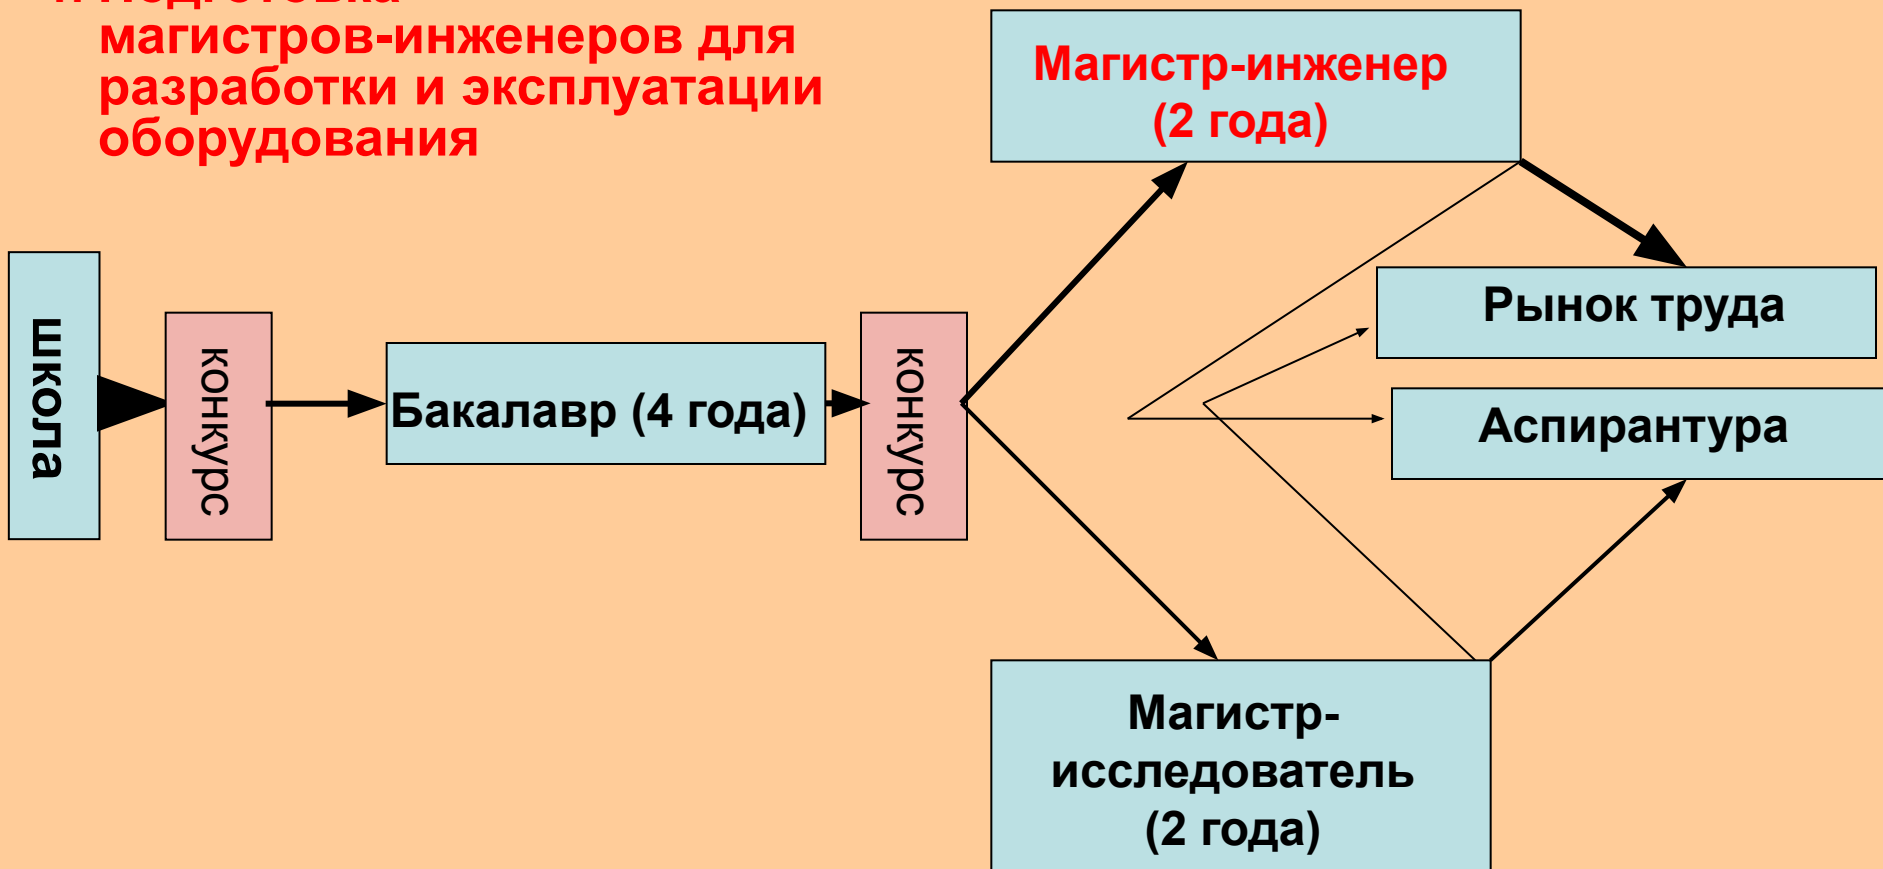 магистров-инженеров для
разработки и эксплуатации
оборудования
Магистр-инженер
(2 года)
школа
конкурс
Бакалавр (4 года)
конкурс
Рынок труда
Аспирантура
Магистр-
исследователь
(2 года)